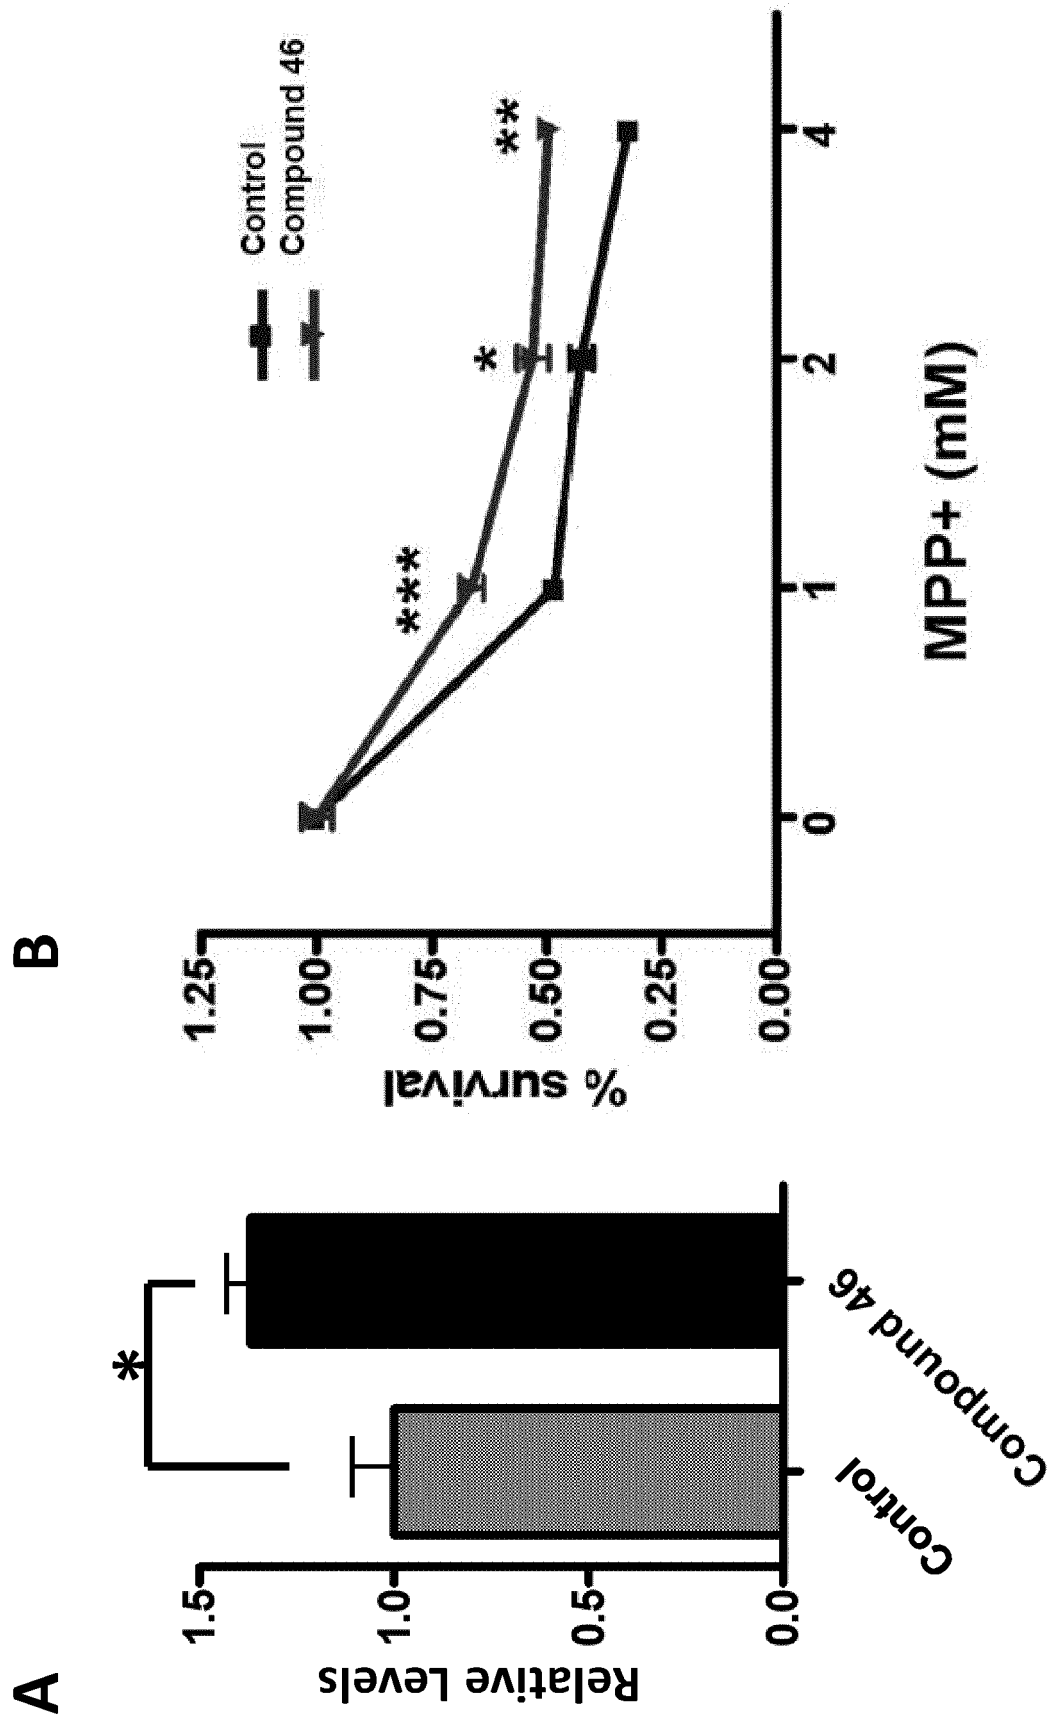 A
Relative Levels
1.5
1.0
0.5
0.0
*
Control
Compound 46
B
% survival
1.25
1.00
0.75
0.50
0.25
0.00
Control
Compound 46
***
*
**
0 1 2 4
MPP+ (mM)